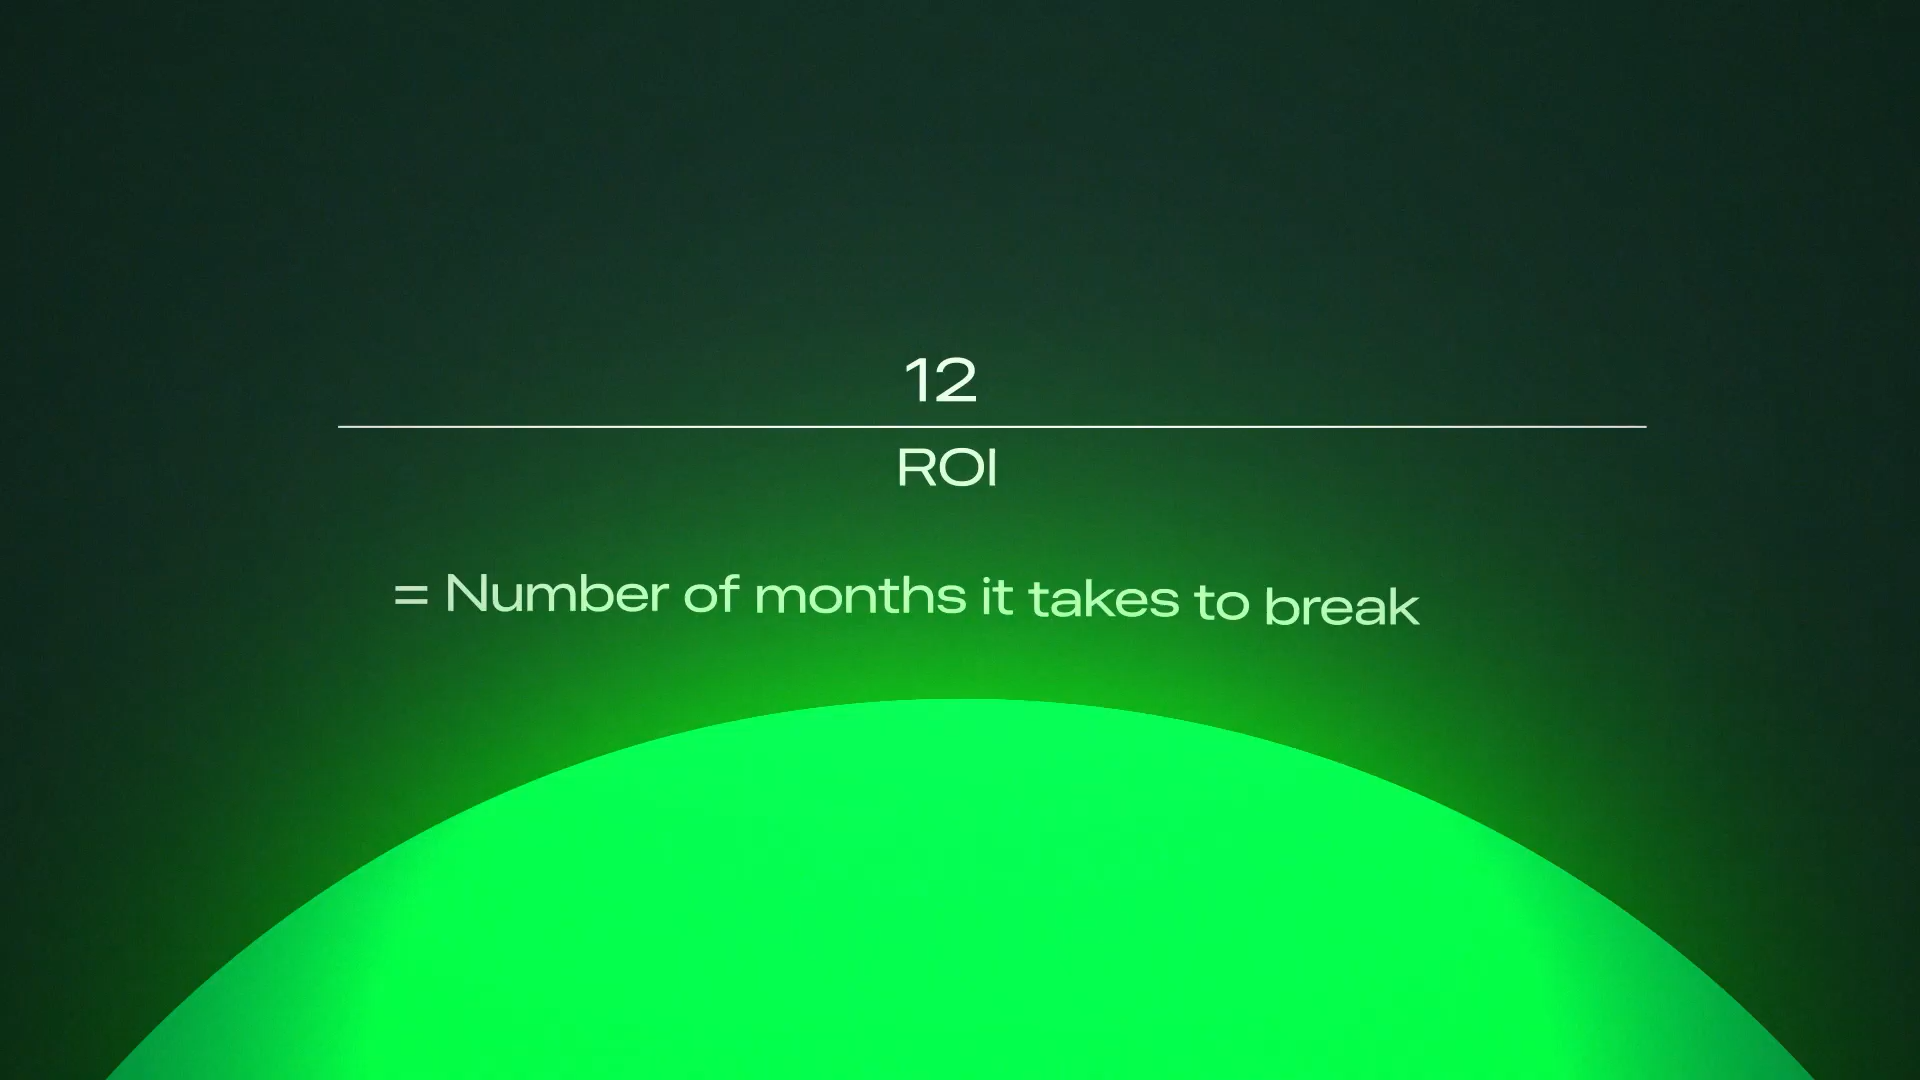 12
ROI
= Number of months it takes to break